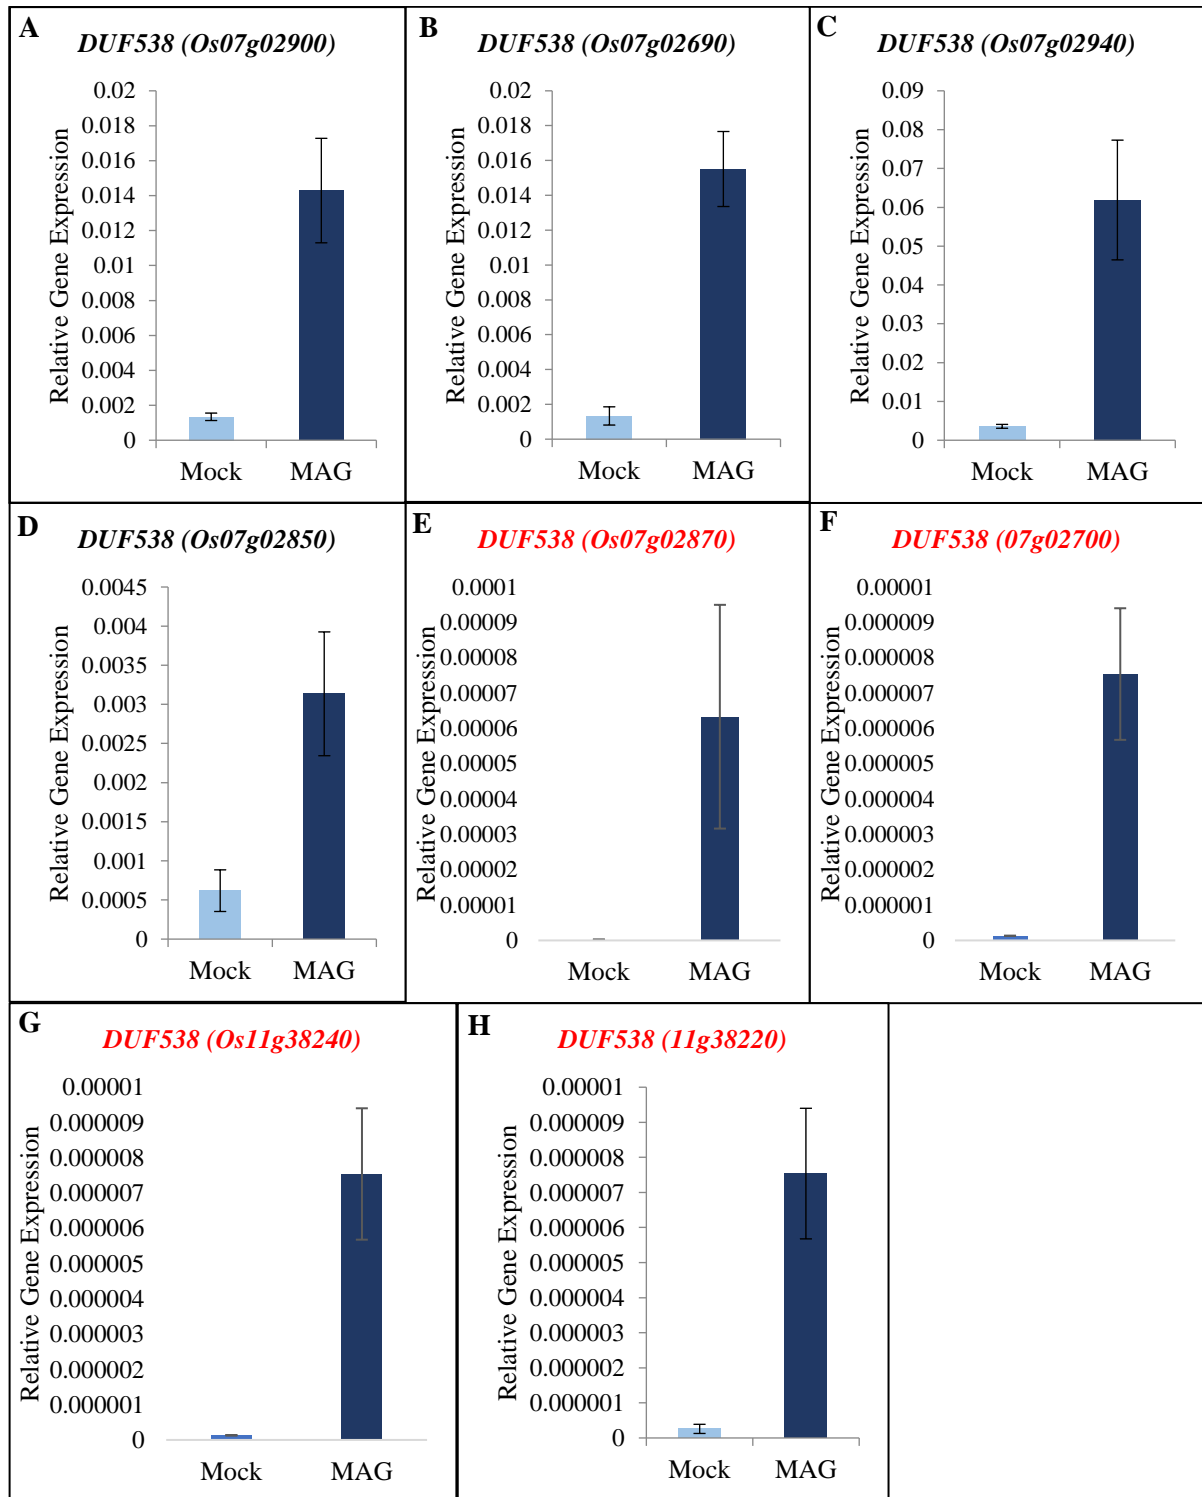 A
DUF538 (Os07g02900)
0.02
0.018
0.016
0.014
0.012
0.01
0.008
0.006
0.004
0.002
0
Relative Gene Expression
Mock MAG
B
DUF538 (Os07g02690)
0.02
0.018
0.016
0.014
0.012
0.01
0.008
0.006
0.004
0.002
0
Relative Gene Expression
Mock MAG
C
DUF538 (Os07g02940)
0.09
0.08
0.07
0.06
0.05
0.04
0.03
0.02
0.01
0
Relative Gene Expression
Mock MAG
D
DUF538 (Os07g02850)
0.0045
0.004
0.0035
0.003
0.0025
0.002
0.0015
0.001
0.0005
0
Relative Gene Expression
Mock MAG
E
DUF538 (Os07g02870)
0.0001
0.00009
0.00008
0.00007
0.00006
0.00005
0.00004
0.00003
0.00002
0.00001
0
Relative Gene Expression
Mock MAG
F
DUF538 (07g02700)
0.00001
0.000009
0.000008
0.000007
0.000006
0.000005
0.000004
0.000003
0.000002
0.000001
0
Relative Gene Expression
Mock MAG
G
DUF538 (Os11g38240)
0.00001
0.000009
0.000008
0.000007
0.000006
0.000005
0.000004
0.000003
0.000002
0.000001
0
Relative Gene Expression
Mock MAG
H
DUF538 (11g38220)
0.00001
0.000009
0.000008
0.000007
0.000006
0.000005
0.000004
0.000003
0.000002
0.000001
0
Relative Gene Expression
Mock MAG